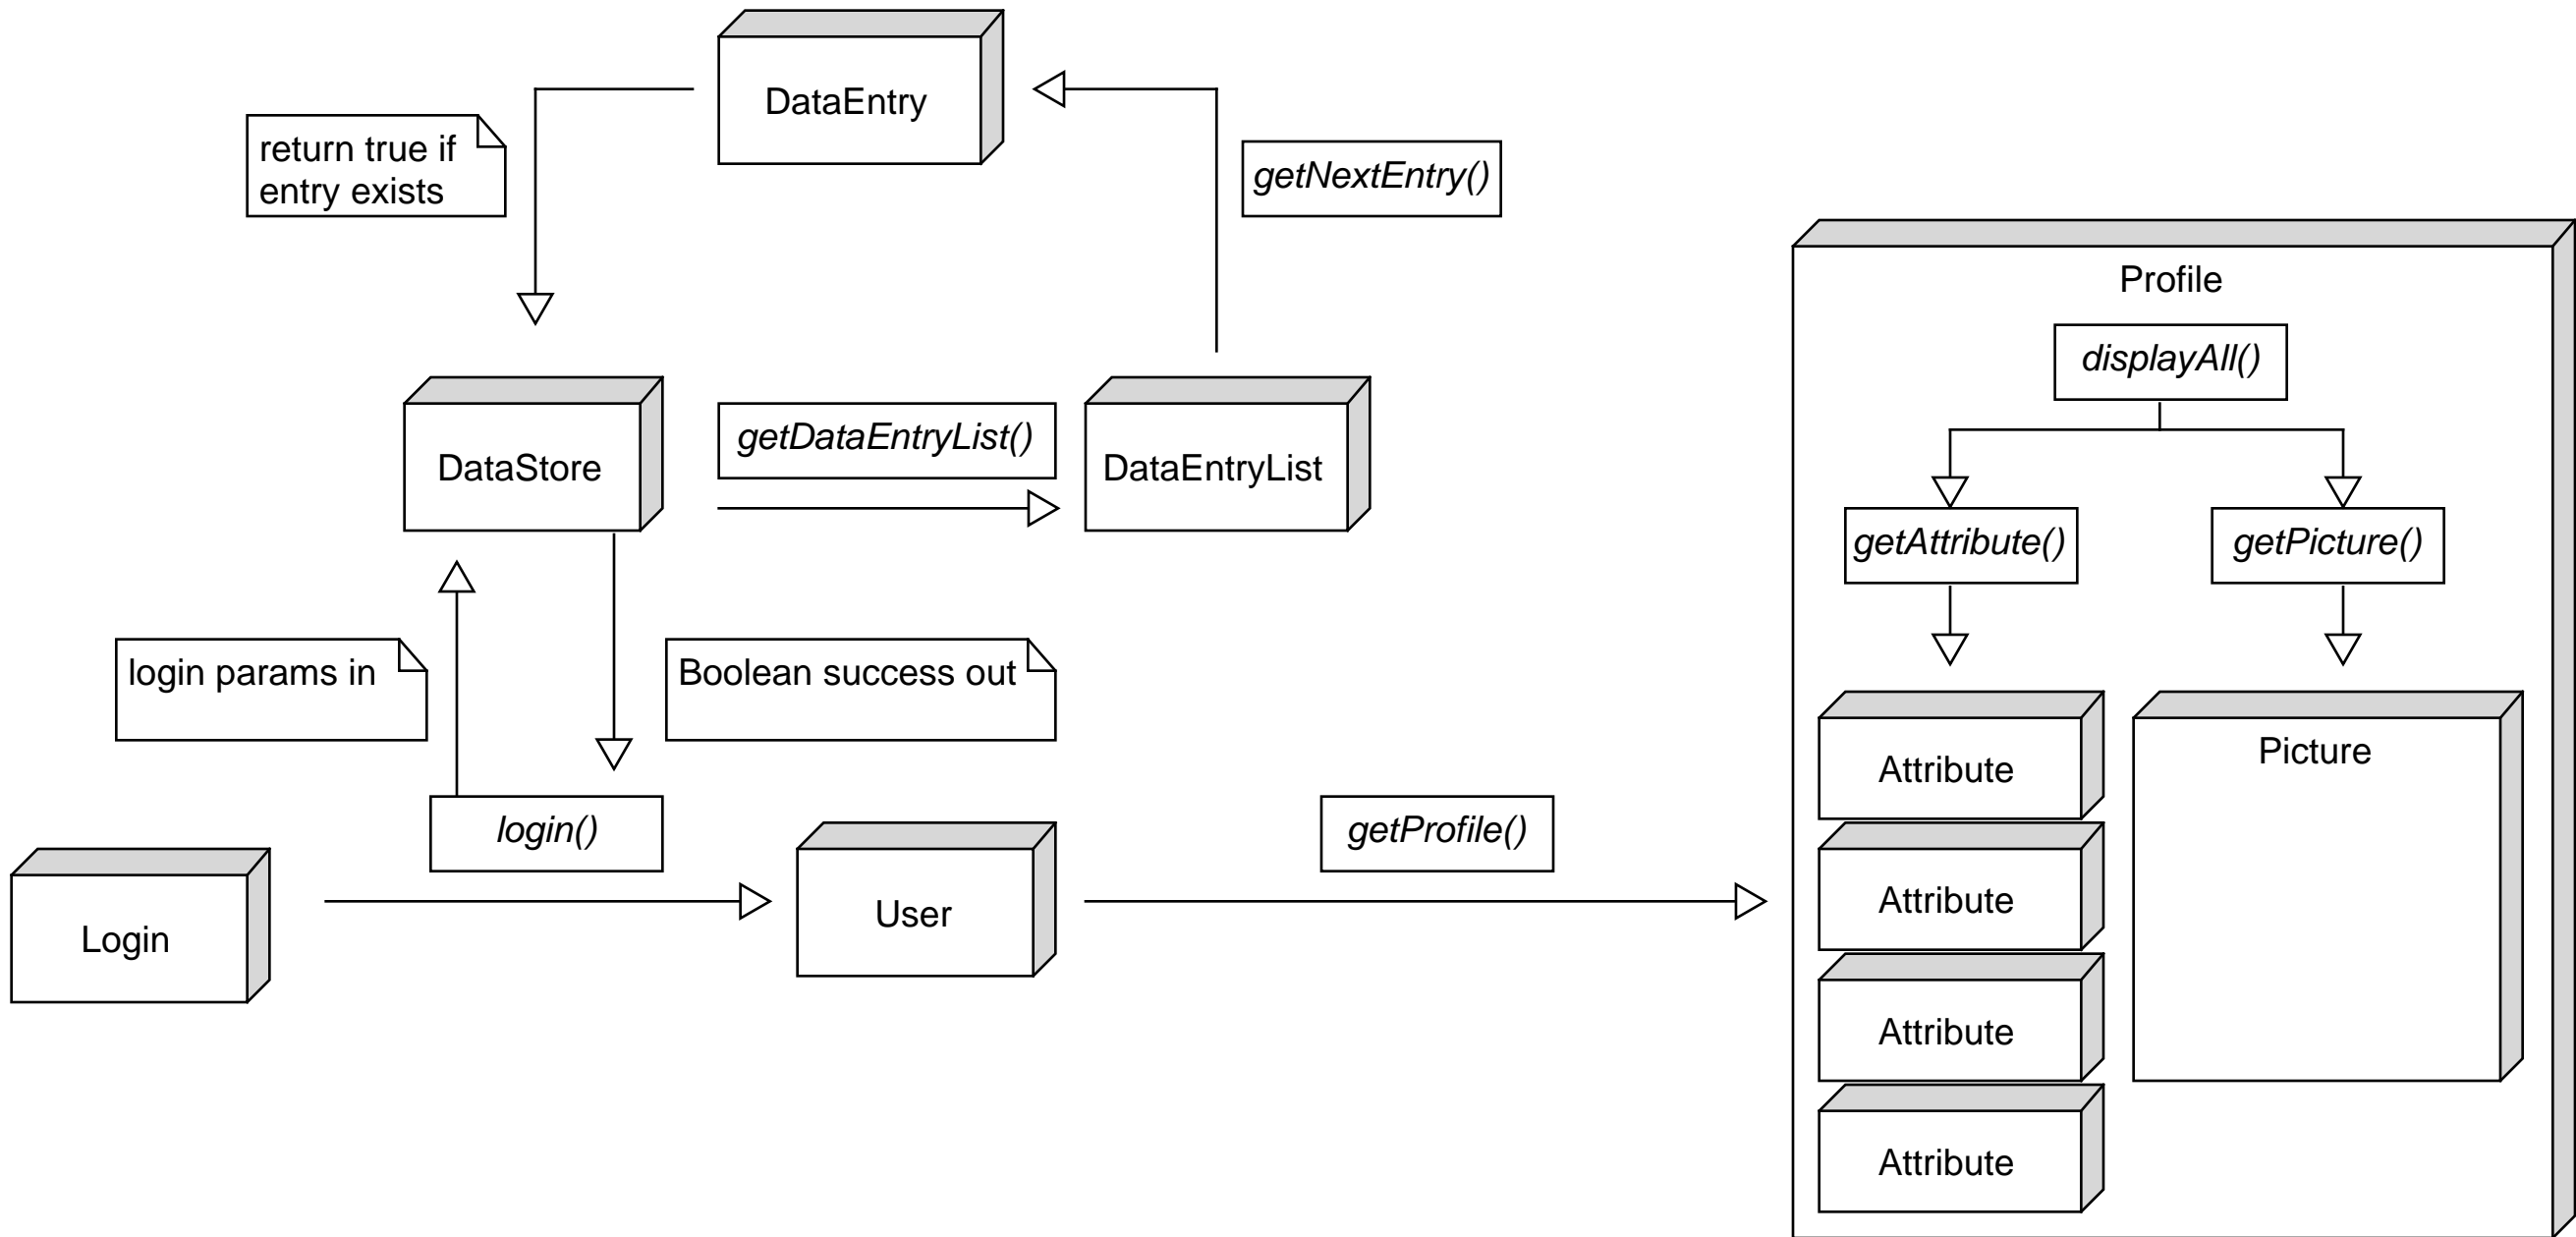 DataEntry
return true if
entry exists
getNextEntry()
Profile
displayAll()
DataStore
getDataEntryList()
DataEntryList
getAttribute()
getPicture()
login params in
Boolean success out
Attribute
Picture
login()
getProfile()
Login
User
Attribute
Attribute
Attribute